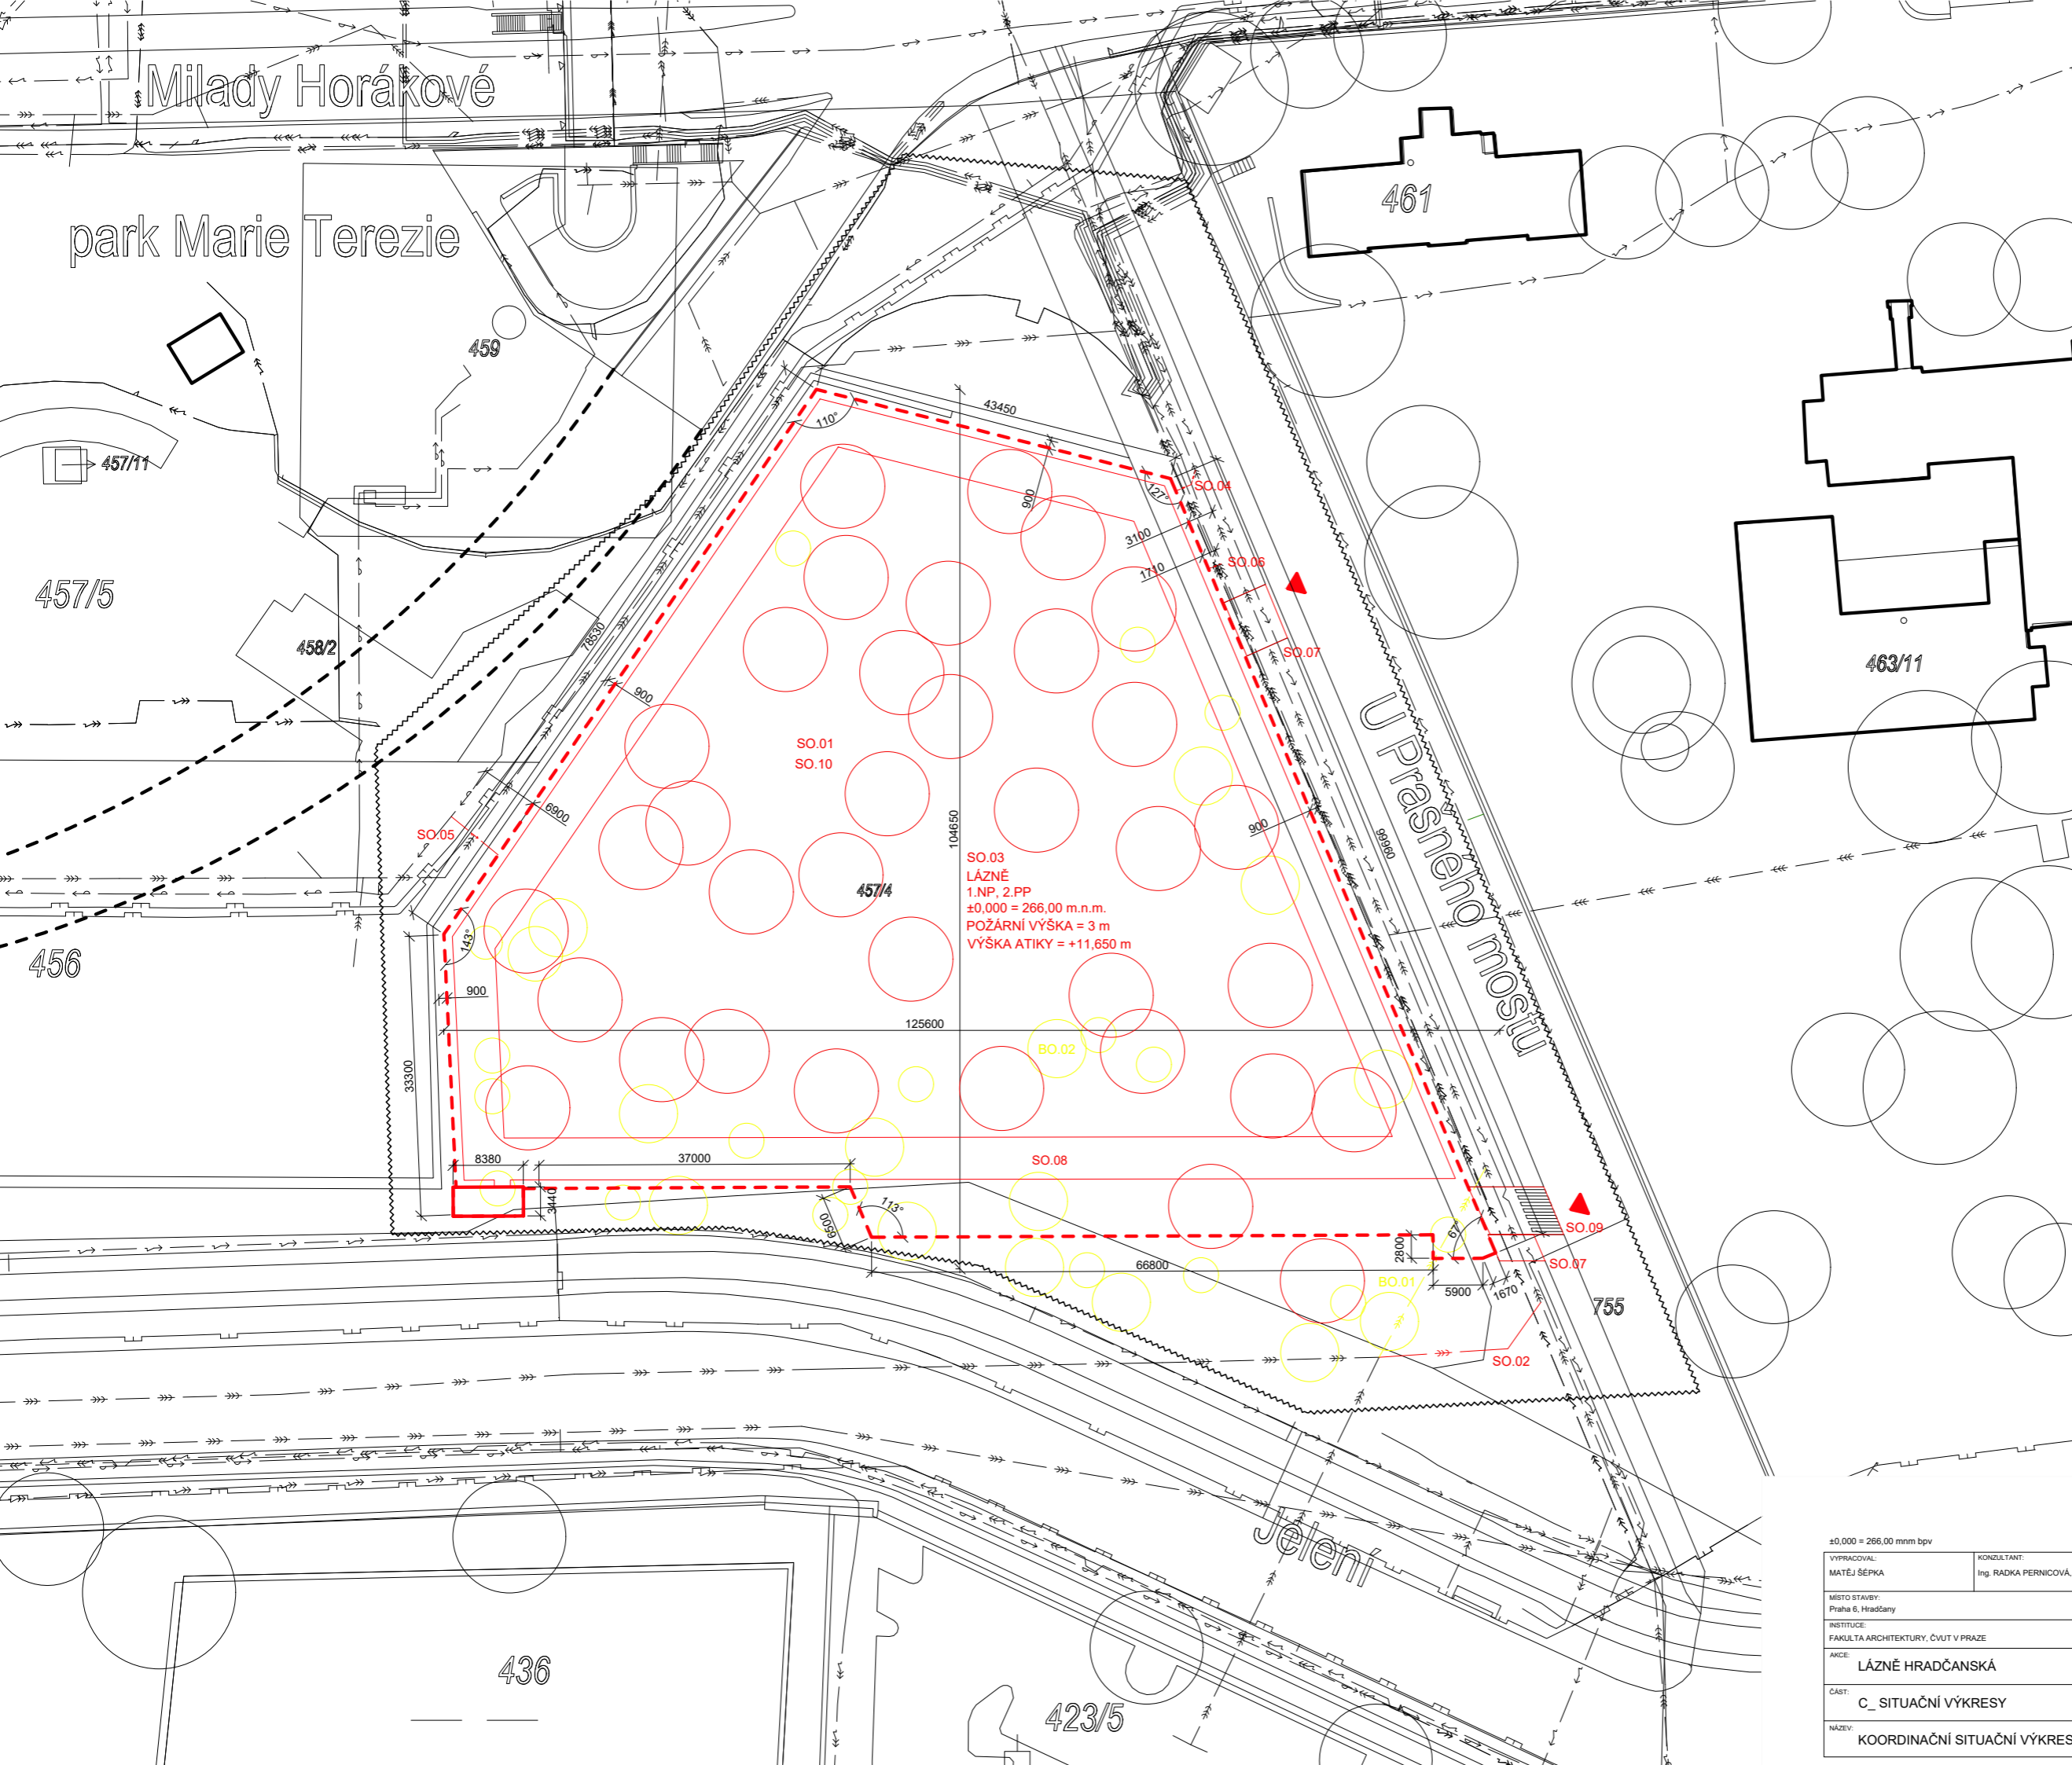 Milady Horákové
park Marie Terezie
461
459
457/11
43450
110°
900
127°
SO.04
3100
1710
SO.06
457/5
458/2
78530
SO.07
463/11
900
U Prašného mostu
SO.01
SO.10
6900
SO.05
104650
900
99960
SO.03
LÁZNĚ
1.NP, 2.PP
±0,000 = 266,00 m.n.m.
POŽÁRNÍ VÝŠKA = 3 m
VÝŠKA ATIKY = +11,650 m
457/4
143°
456
900
125600
BO.02
33300
8380
37000
SO.08
3440
6500
113°
67°
SO.09
2800
SO.07
66800
BO.01
5900
1670
755
SO.02
Jelení
436
423/5
±0,000 = 266,00 mnm bpv
VYPRACOVAL:
KONZULTANT:
MATĚJ ŠÉPKA
Ing. RADKA PERNICOVÁ,
MÍSTO STAVBY:
Praha 6, Hradčany
INSTITUCE:
FAKULTA ARCHITEKTURY, ČVUT V PRAZE
AKCE:
LÁZNĚ HRADČANSKÁ
ČÁST:
C_ SITUAČNÍ VÝKRESY
NÁZEV:
KOORDINAČNÍ SITUAČNÍ VÝKRES